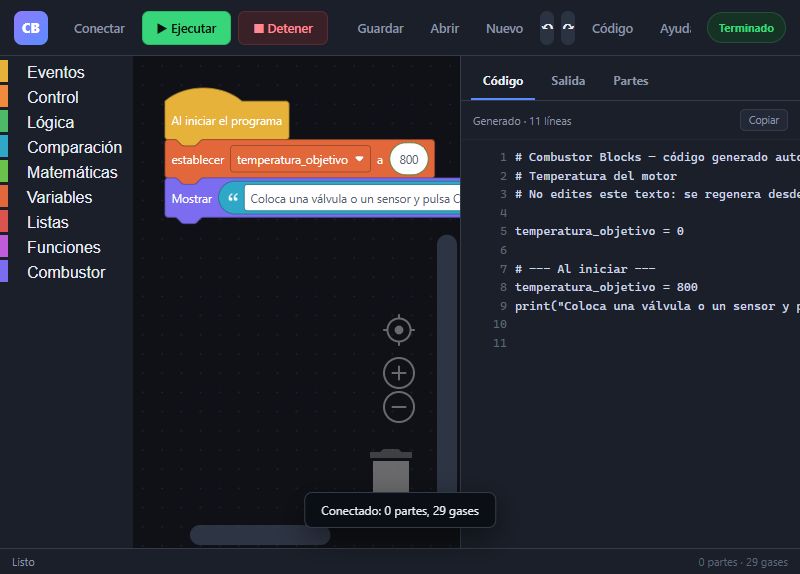 CB
Conectar
Ejecutar
Detener
Guardar
Abrir
Nuevo
Código
Ayuda
Terminado
Eventos
Control
Lógica
Comparación
Matemáticas
Variables
Listas
Funciones
Combustor
Al iniciar el programa
establecer temperatura_objetivo a 800
Mostrar “ Coloca una válvula o un sensor y pulsa C
Conectado: 0 partes, 29 gases
Código Salida Partes
Generado · 11 líneas
Copiar
1 # Combustor Blocks — código generado auto
2 # Temperatura del motor
3 # No edites este texto: se regenera desde
4
5 temperatura_objetivo = 0
6
7 # --- Al iniciar ---
8 temperatura_objetivo = 800
9 print("Coloca una válvula o un sensor y p
10
11
Listo
0 partes · 29 gases